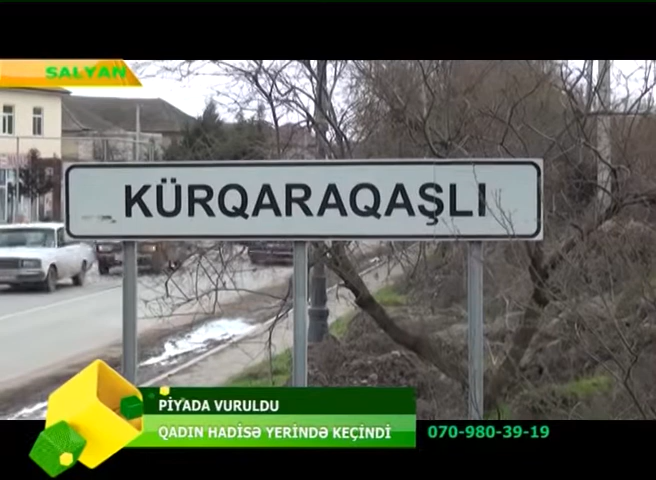 SALYAN
KÜRQARAQAŞLI
PİYADA VURULDU
QADIN HADİSƏ YERİNDƏ KEÇİNDİ
070-980-39-19